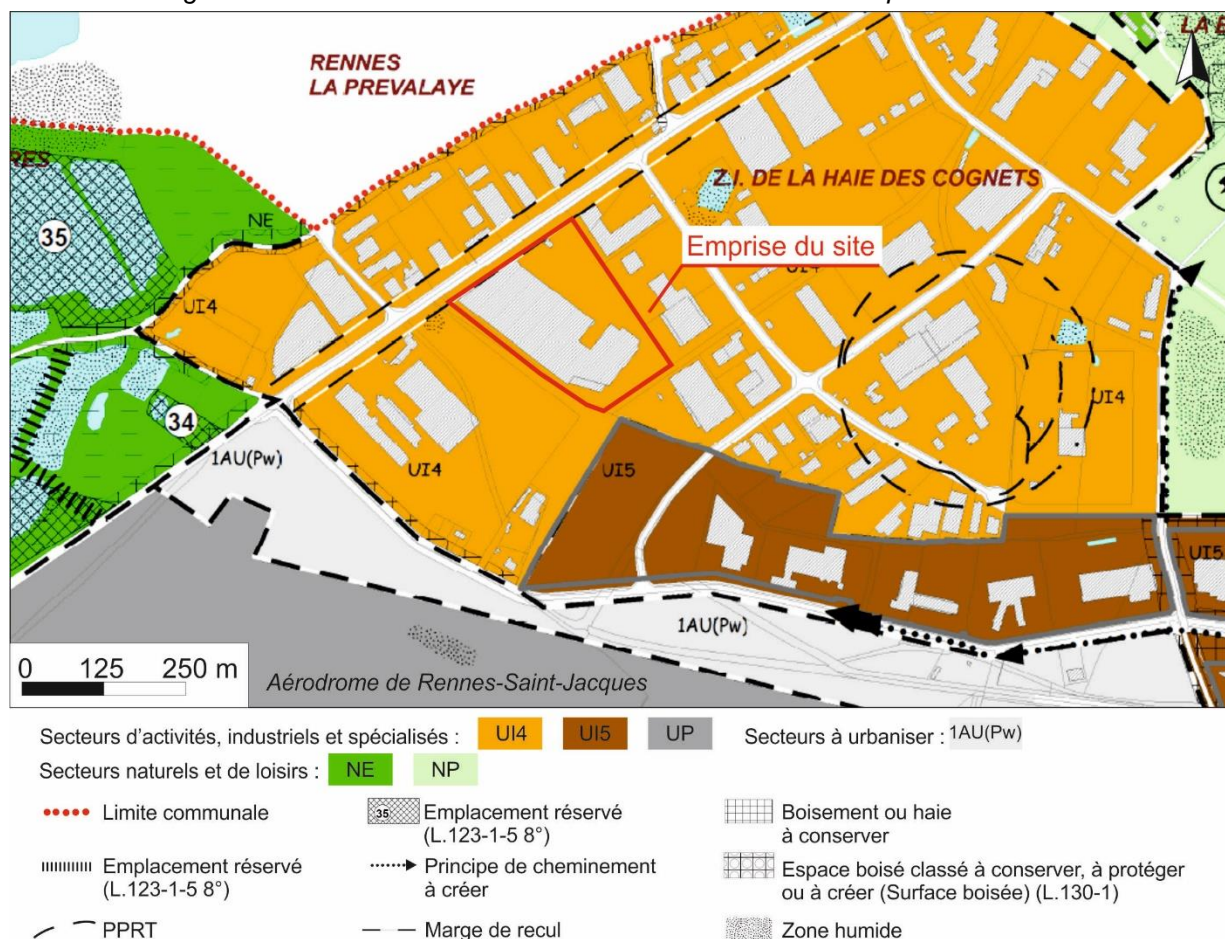 RENNES
LA PREVALAYE
RES
35
NE
Z.I. DE LA HAIE DES COGNETS
Emprise du site
UI4
UI4
34
UI4
1AU(Pw)
UI4
UI5
UI5
1AU(Pw)
0 125 250 m
Aérodrome de Rennes-Saint-Jacques
Secteurs d'activités, industriels et spécialisés : UI4 UI5 UP Secteurs à urbaniser : 1AU(Pw)
Secteurs naturels et de loisirs : NE NP
Limite communale
35 Emplacement réservé
(L.123-1-5 8°)
Boisement ou haie
à conserver
Emplacement réservé
(L.123-1-5 8°)
Principe de cheminement
à créer
Espace boisé classé à conserver, à protéger
ou à créer (Surface boisée) (L.130-1)
PPRT
Marge de recul
Zone humide